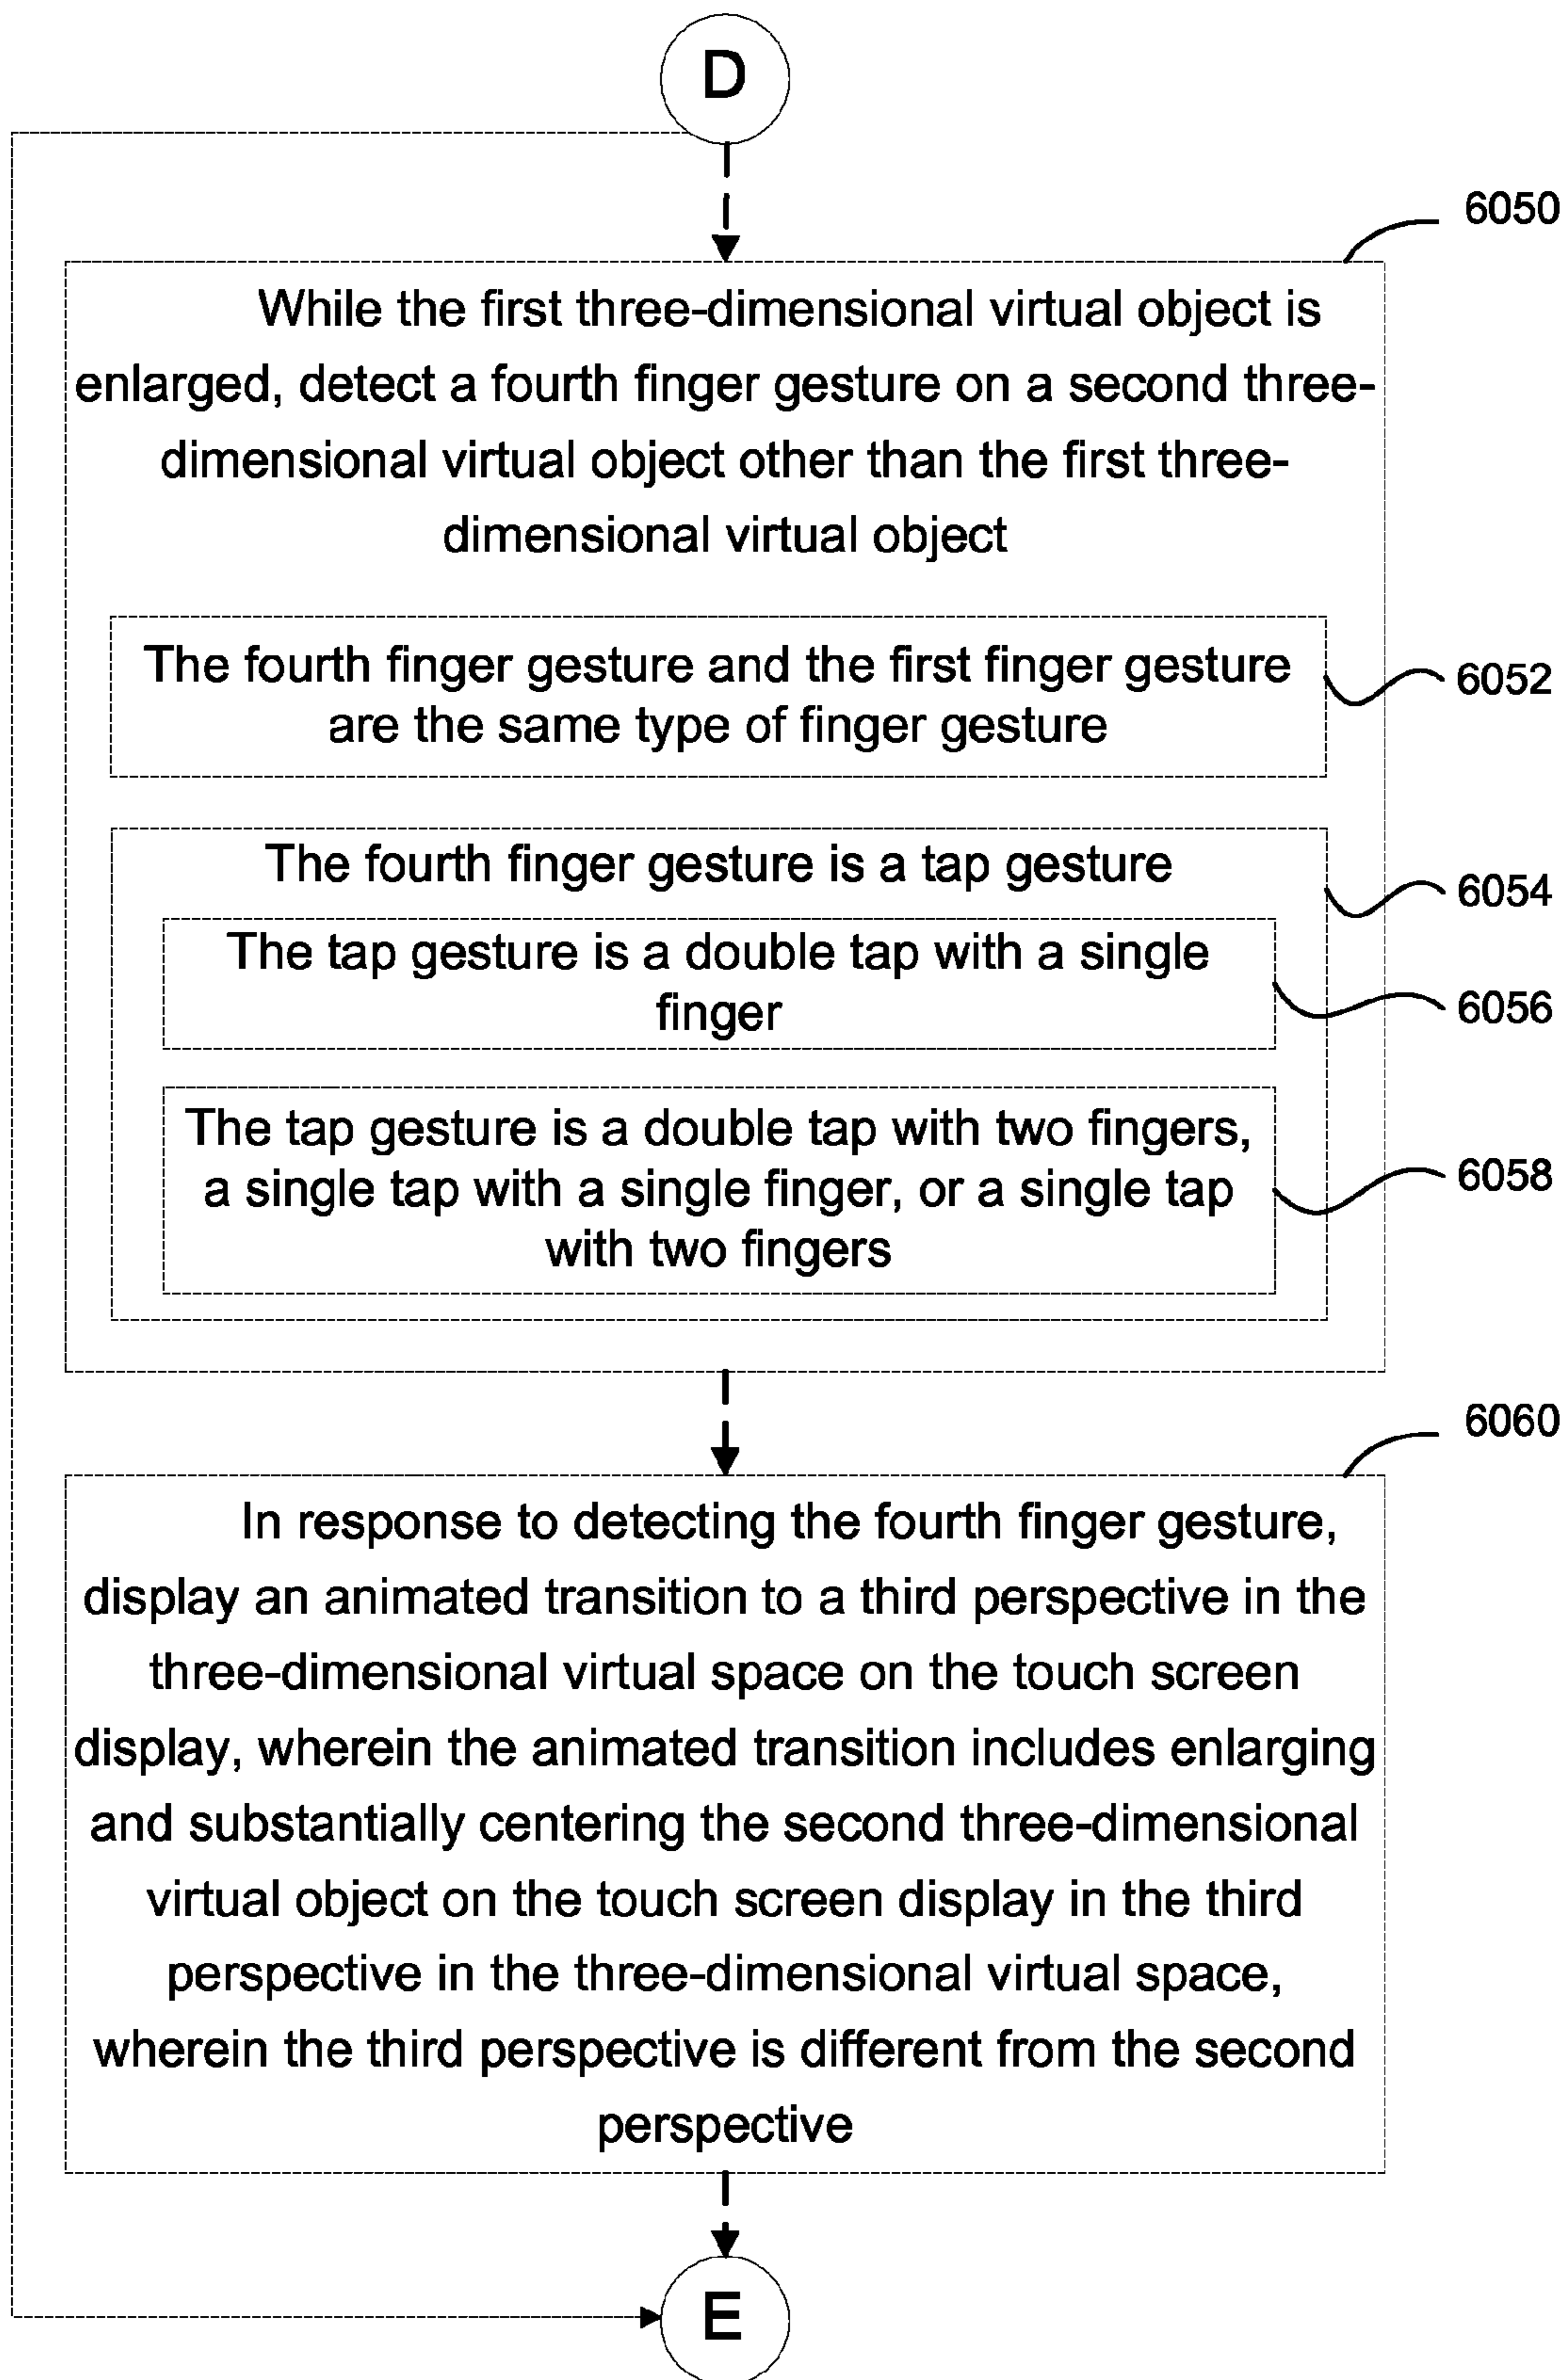 D
6050
While the first three-dimensional virtual object is
enlarged, detect a fourth finger gesture on a second three-
dimensional virtual object other than the first three-
dimensional virtual object
The fourth finger gesture and the first finger gesture
are the same type of finger gesture
6052
The fourth finger gesture is a tap gesture
6054
The tap gesture is a double tap with a single
finger
6056
The tap gesture is a double tap with two fingers,
a single tap with a single finger, or a single tap
with two fingers
6058
6060
In response to detecting the fourth finger gesture,
display an animated transition to a third perspective in the
three-dimensional virtual space on the touch screen
display, wherein the animated transition includes enlarging
and substantially centering the second three-dimensional
virtual object on the touch screen display in the third
perspective in the three-dimensional virtual space,
wherein the third perspective is different from the second
perspective
E